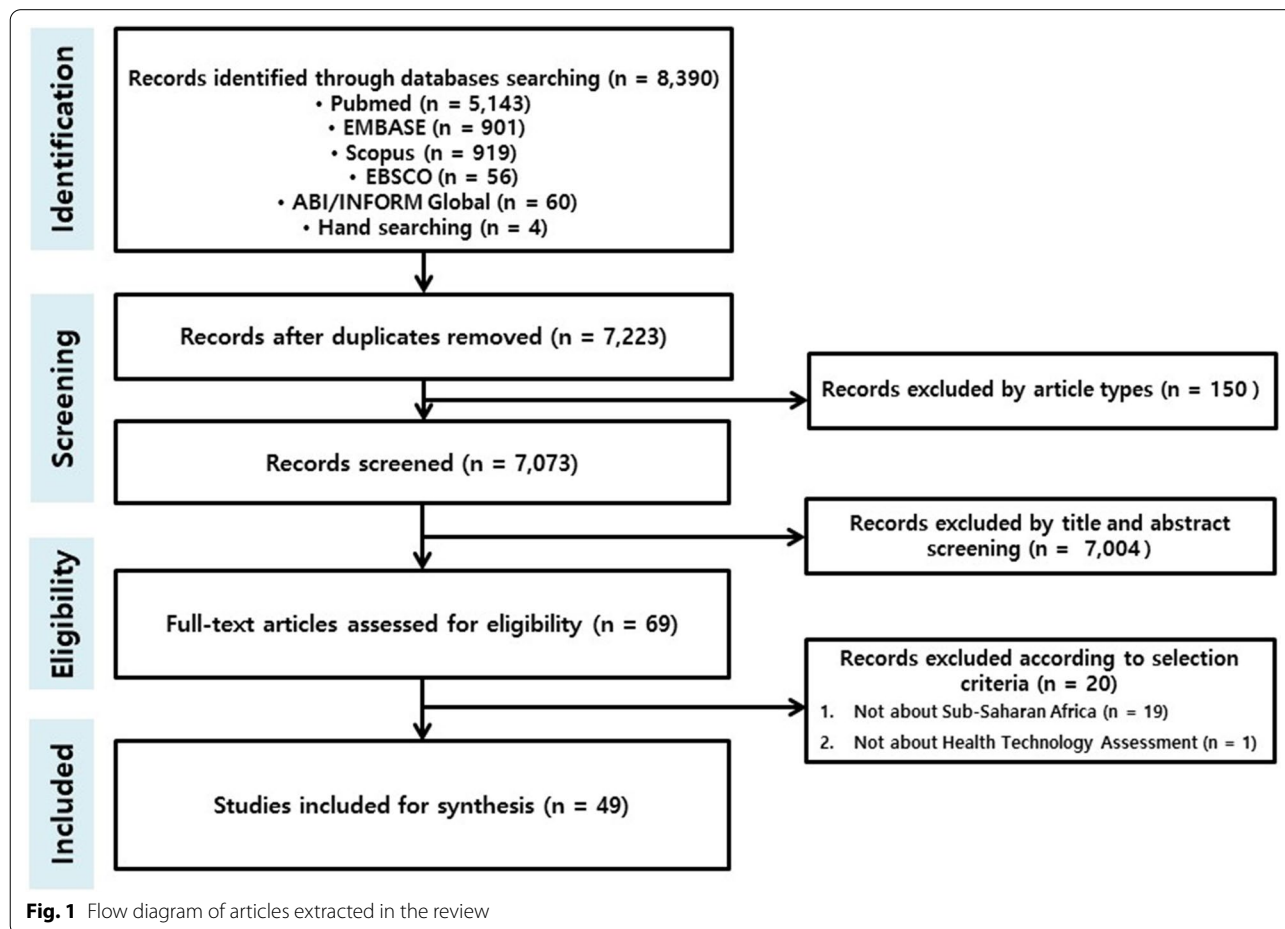 Identification
Records identified through databases searching (n = 8,390)
• Pubmed (n = 5,143)
• EMBASE (n = 901)
• Scopus (n = 919)
• EBSCO (n = 56)
• ABI/INFORM Global (n = 60)
• Hand searching (n = 4)
Screening
Records after duplicates removed (n = 7,223)
Records excluded by article types (n = 150 )
Records screened (n = 7,073)
Records excluded by title and abstract
screening (n = 7,004 )
Eligibility
Full-text articles assessed for eligibility (n = 69)
Records excluded according to selection
criteria (n = 20)
1. Not about Sub-Saharan Africa (n = 19)
2. Not about Health Technology Assessment (n = 1)
Included
Studies included for synthesis (n = 49)
Fig. 1 Flow diagram of articles extracted in the review